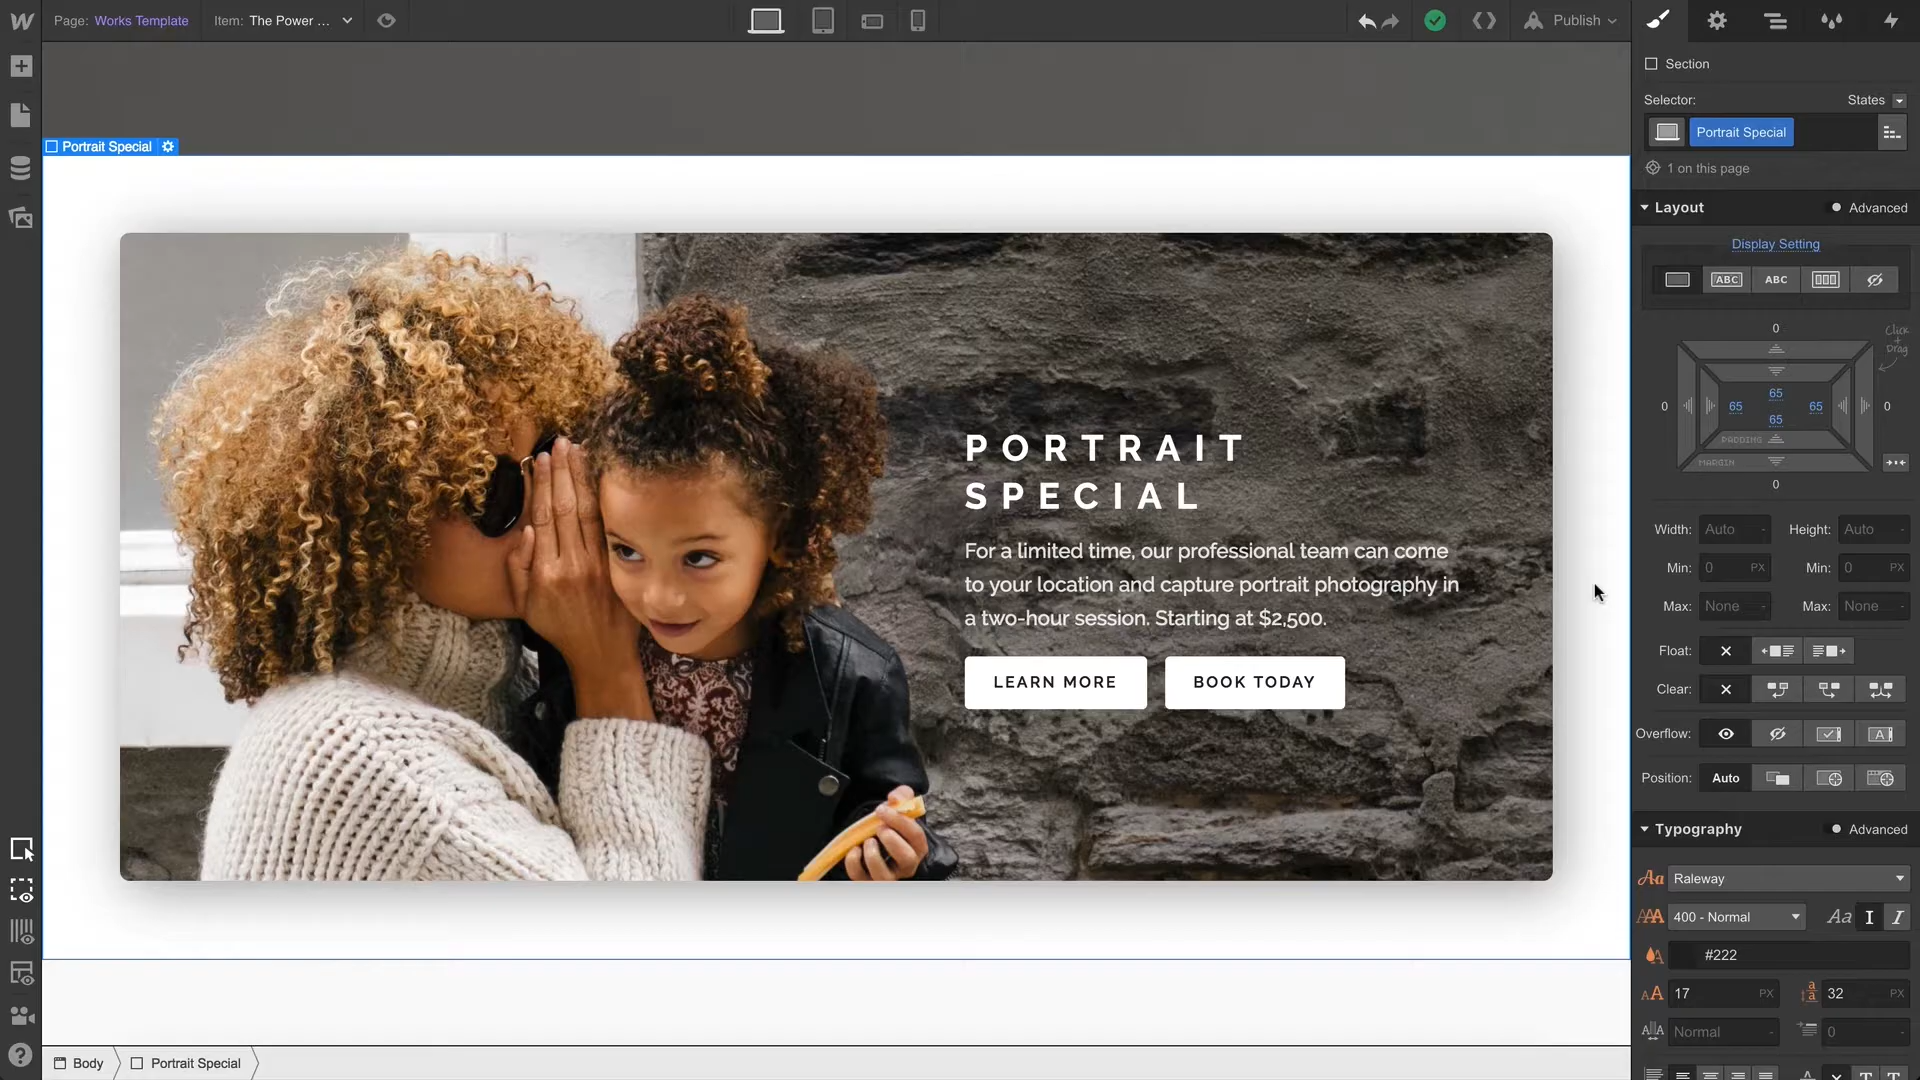 Page: Works Template
Item: The Power ...
Publish
Section
Selector:
States
Portrait Special
1 on this page
Portrait Special
Layout
Advanced
Display Setting
ABC
ABC
0
Click
+
Drag
65
0
65
65
0
65
PADDING
MARGIN
0
Width: Auto - Height: Auto -
Min: 0 PX Min: 0 PX
Max: None - Max: None -
Float:
Clear:
Overflow:
Position: Auto
Typography
Advanced
Raleway
400 - Normal
#222
17 PX 32 PX
Normal - 0 -
PORTRAIT
SPECIAL
For a limited time, our professional team can come
to your location and capture portrait photography in
a two-hour session. Starting at $2,500.
LEARN MORE
BOOK TODAY
Body
Portrait Special